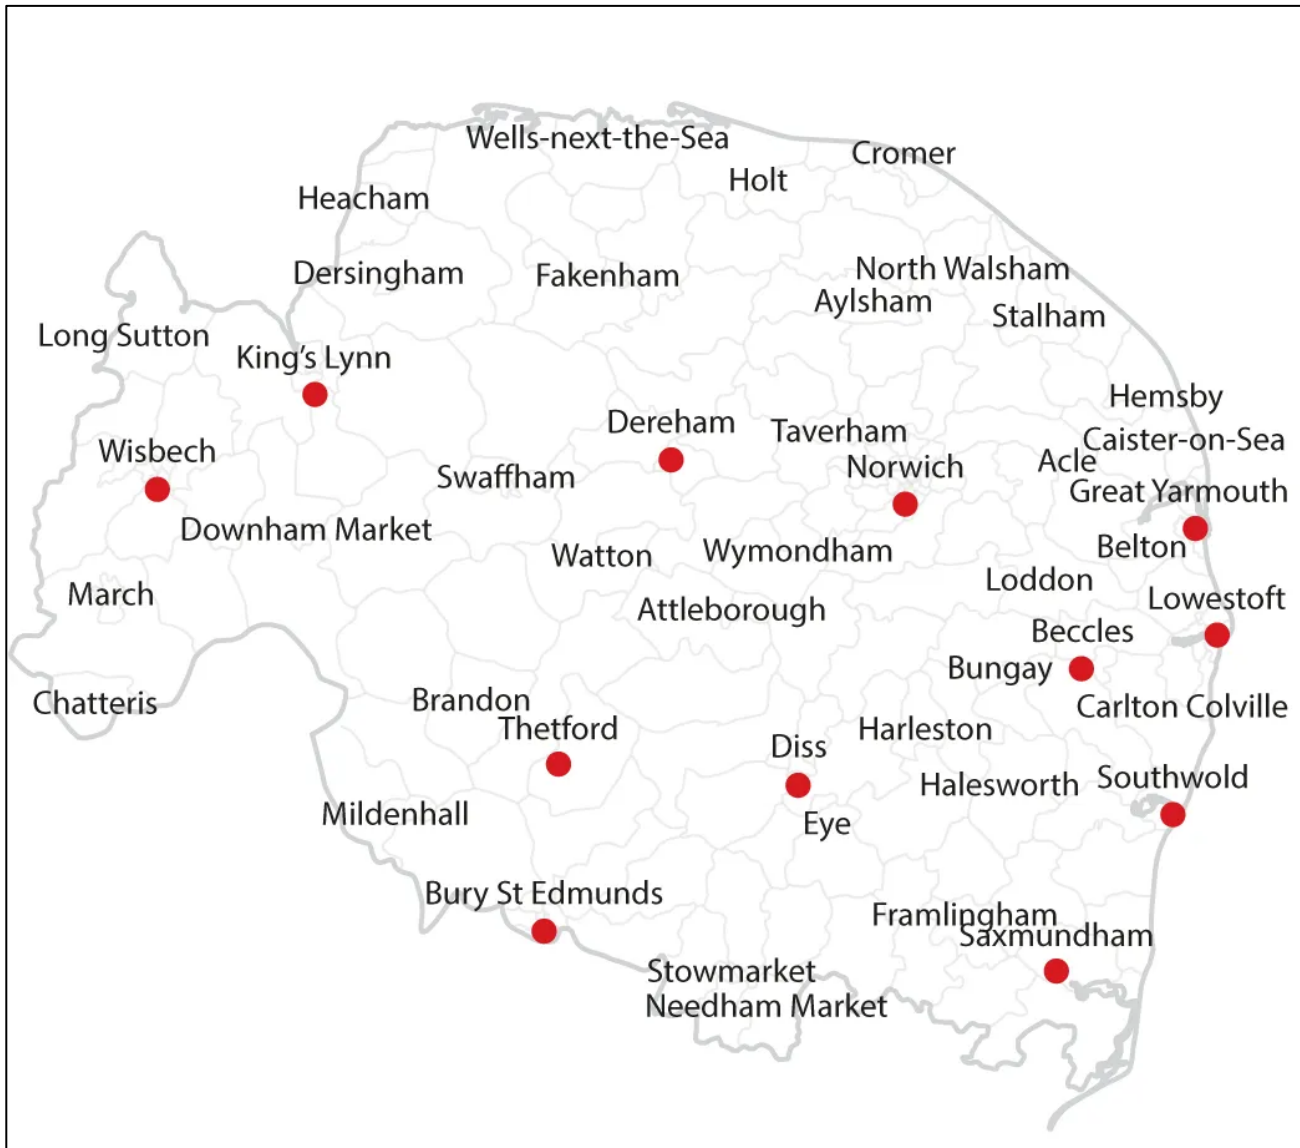 Wells-next-the-Sea
Cromer
Holt
Heacham
North Walsham
Dersingham
Fakenham
Aylsham
Stalham
Long Sutton
King's Lynn
Hemsby
Dereham
Taverham
Caister-on-Sea
Wisbech
Acle
Norwich
Swaffham
Great Yarmouth
Downham Market
Belton
Wymondham
Watton
Loddon
March
Lowestoft
Attleborough
Beccles
Bungay
Brandon
Chatteris
Carlton Colville
Thetford
Harleston
Diss
Southwold
Halesworth
Mildenhall
Eye
Bury St Edmunds
Framlingham
Saxmundham
Stowmarket
Needham Market